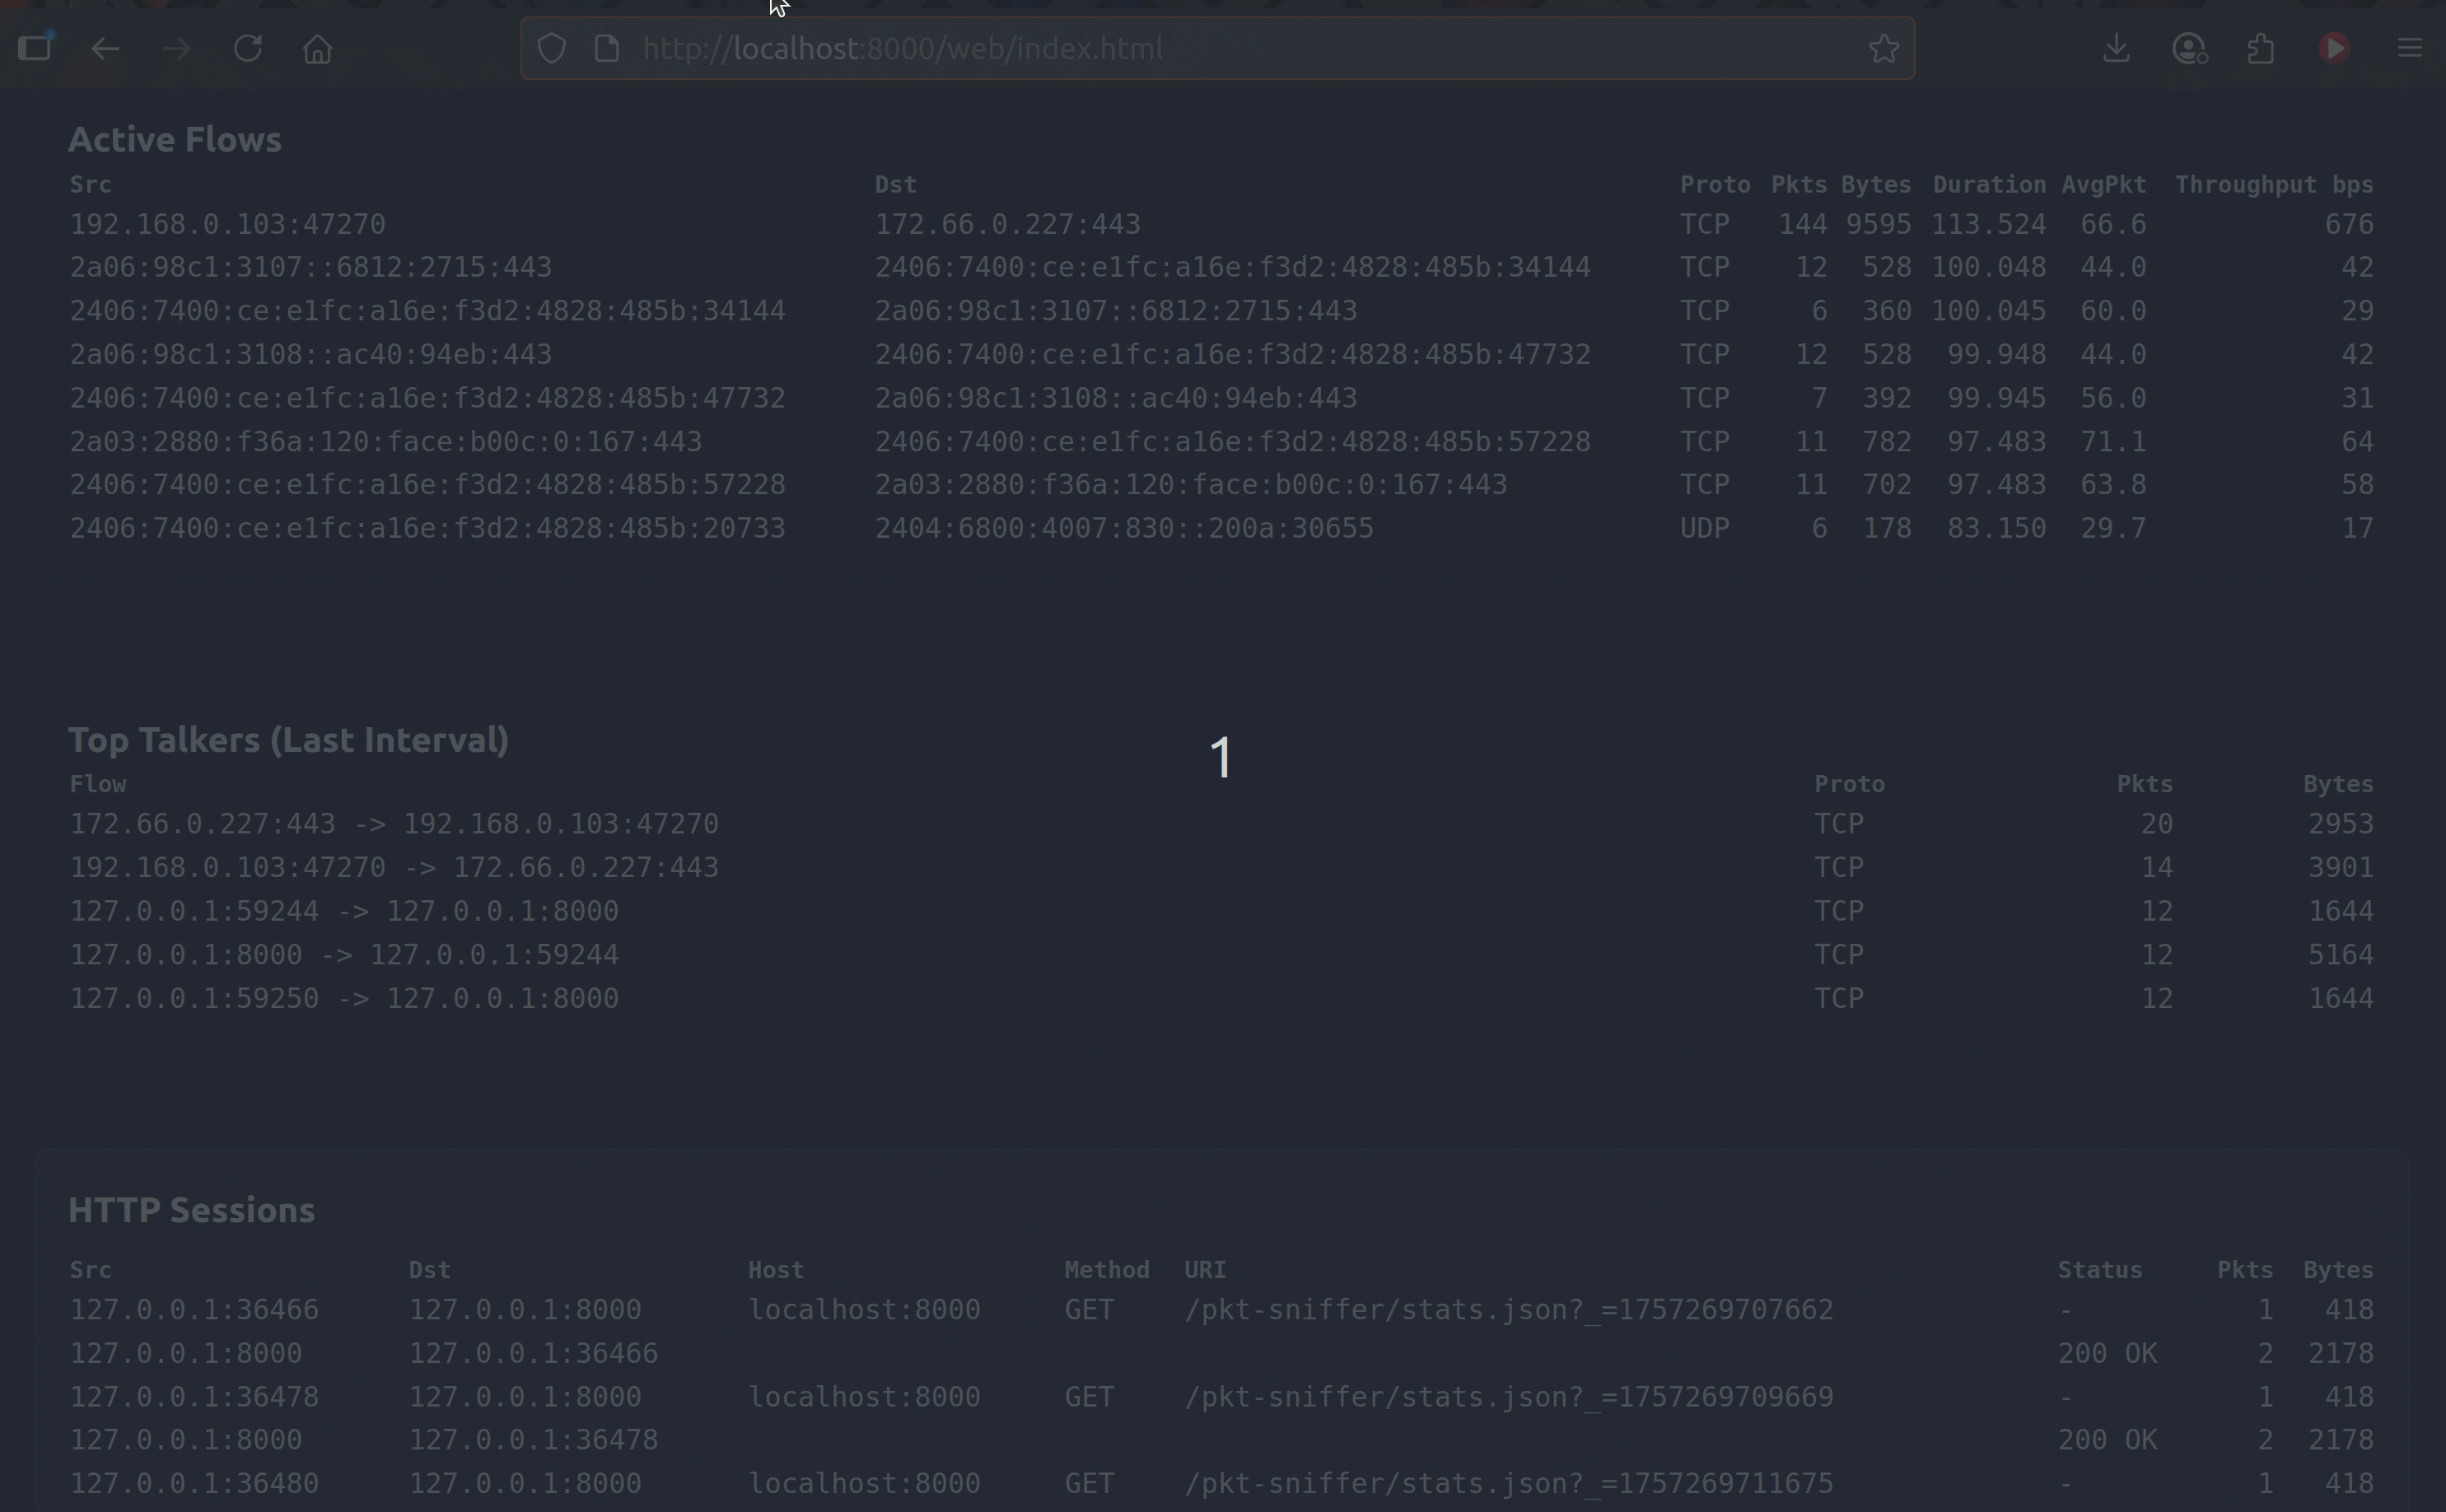 http://localhost:8000/web/index.html
Active Flows
Src Dst Proto Pkts Bytes Duration AvgPkt Throughput bps
192.168.0.103:47270 172.66.0.227:443 TCP 144 9595 113.524 66.6 676
2a06:98c1:3107::6812:2715:443 2406:7400:ce:e1fc:a16e:f3d2:4828:485b:34144 TCP 12 528 100.048 44.0 42
2406:7400:ce:e1fc:a16e:f3d2:4828:485b:34144 2a06:98c1:3107::6812:2715:443 TCP 6 360 100.045 60.0 29
2a06:98c1:3108::ac40:94eb:443 2406:7400:ce:e1fc:a16e:f3d2:4828:485b:47732 TCP 12 528 99.948 44.0 42
2406:7400:ce:e1fc:a16e:f3d2:4828:485b:47732 2a06:98c1:3108::ac40:94eb:443 TCP 7 392 99.945 56.0 31
2a03:2880:f36a:120:face:b00c:0:167:443 2406:7400:ce:e1fc:a16e:f3d2:4828:485b:57228 TCP 11 782 97.483 71.1 64
2406:7400:ce:e1fc:a16e:f3d2:4828:485b:57228 2a03:2880:f36a:120:face:b00c:0:167:443 TCP 11 702 97.483 63.8 58
2406:7400:ce:e1fc:a16e:f3d2:4828:485b:20733 2404:6800:4007:830::200a:30655 UDP 6 178 83.150 29.7 17
Top Talkers (Last Interval)
1
Flow Proto Pkts Bytes
172.66.0.227:443 -> 192.168.0.103:47270 TCP 20 2953
192.168.0.103:47270 -> 172.66.0.227:443 TCP 14 3901
127.0.0.1:59244 -> 127.0.0.1:8000 TCP 12 1644
127.0.0.1:8000 -> 127.0.0.1:59244 TCP 12 5164
127.0.0.1:59250 -> 127.0.0.1:8000 TCP 12 1644
HTTP Sessions
Src Dst Host Method URI Status Pkts Bytes
127.0.0.1:36466 127.0.0.1:8000 localhost:8000 GET /pkt-sniffer/stats.json?_=1757269707662 - 1 418
127.0.0.1:8000 127.0.0.1:36466 200 OK 2 2178
127.0.0.1:36478 127.0.0.1:8000 localhost:8000 GET /pkt-sniffer/stats.json?_=1757269709669 - 1 418
127.0.0.1:8000 127.0.0.1:36478 200 OK 2 2178
127.0.0.1:36480 127.0.0.1:8000 localhost:8000 GET /pkt-sniffer/stats.json?_=1757269711675 - 1 418